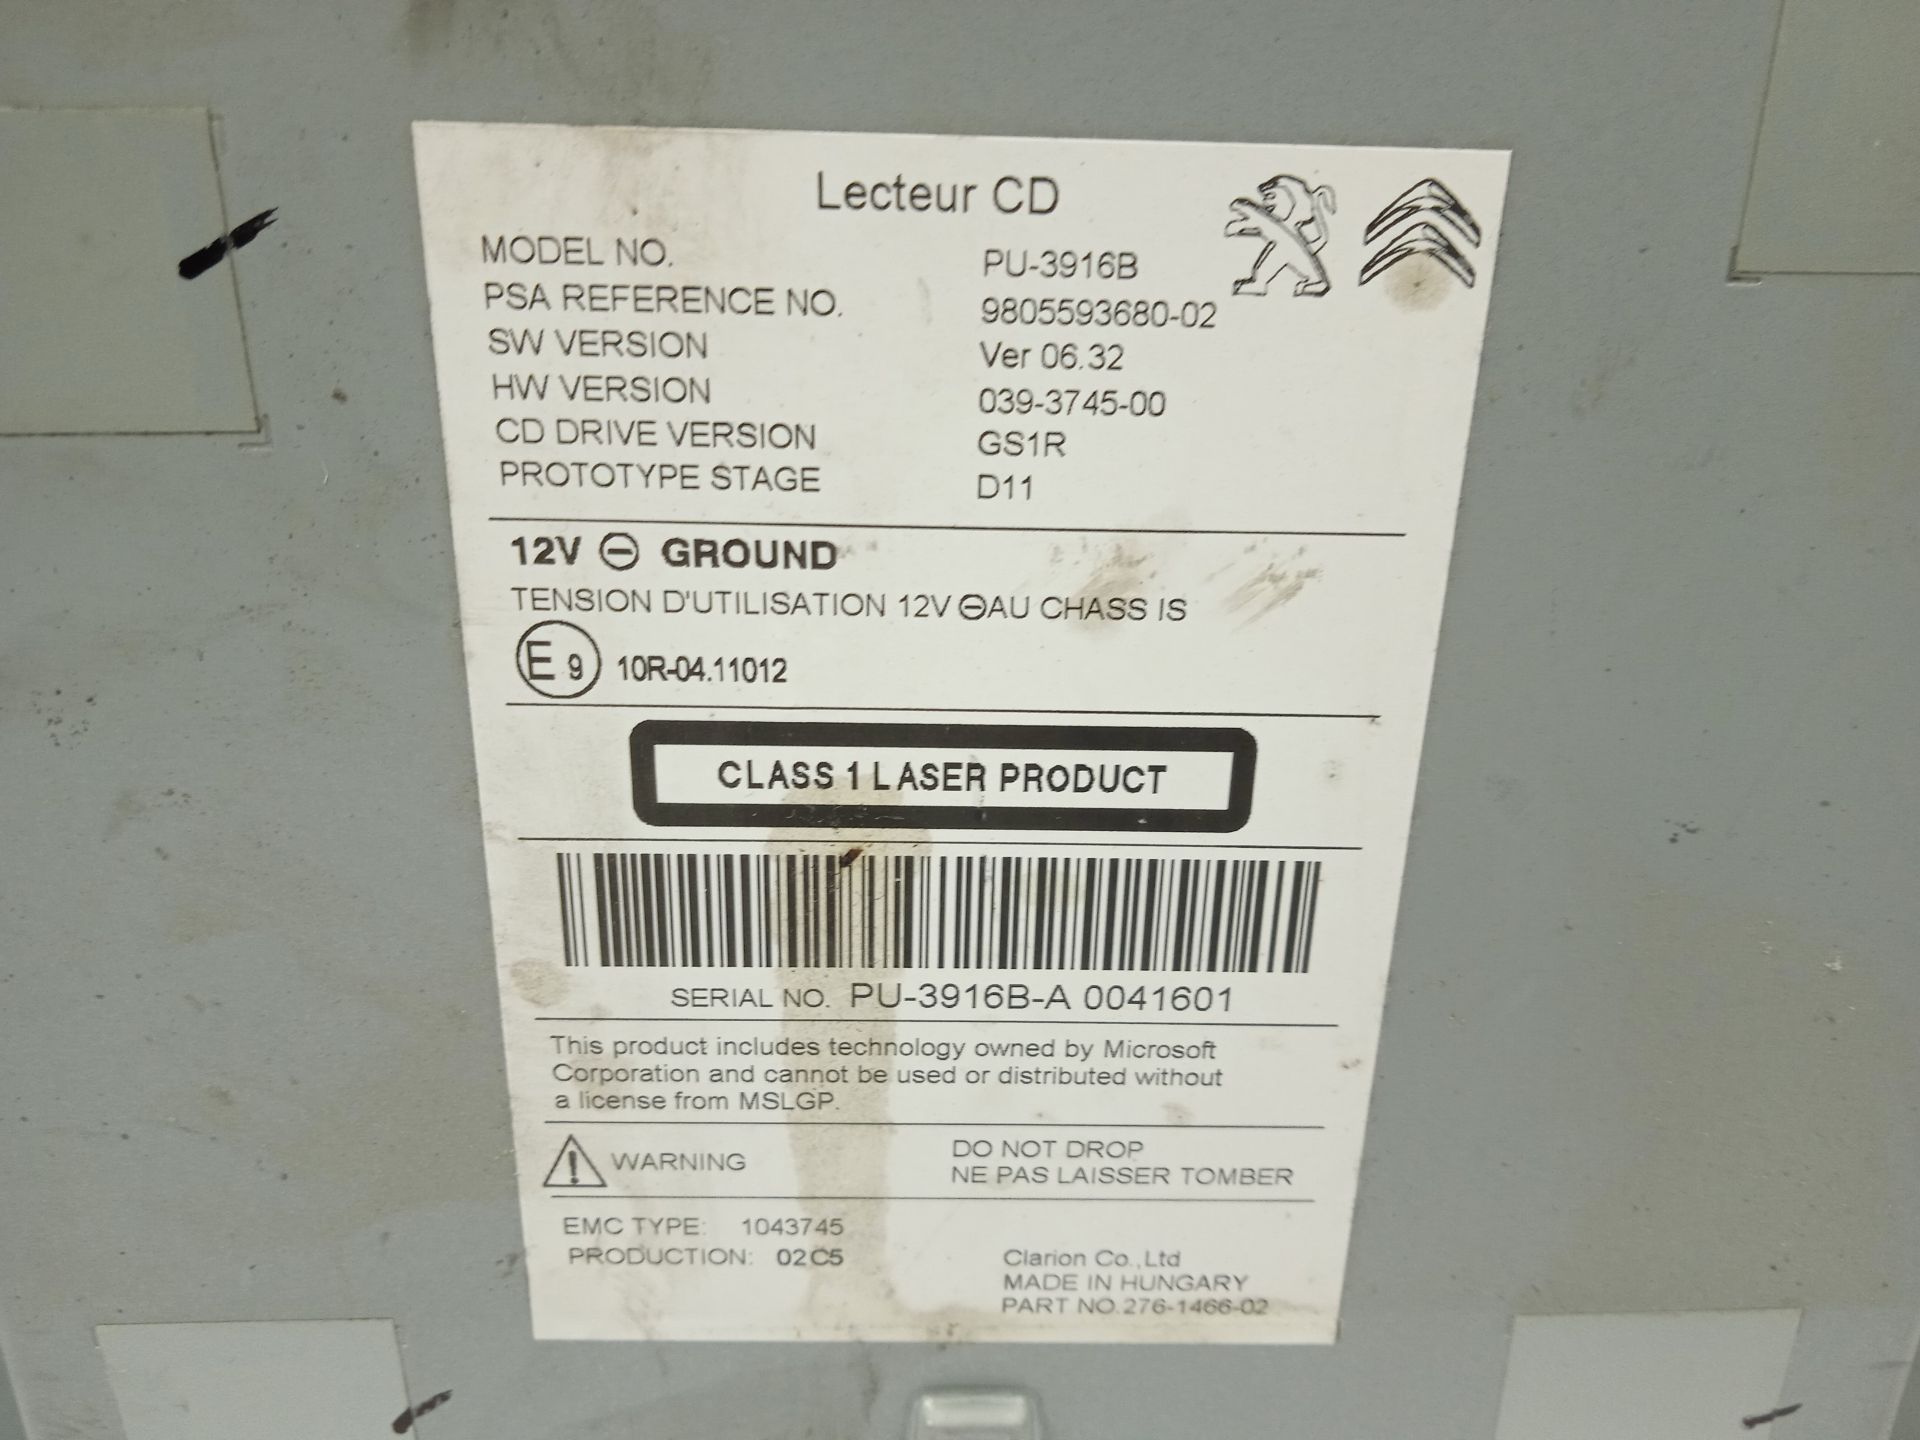 Lecteur CD
MODEL NO. PU-3916B
PSA REFERENCE NO. 9805593680-02
SW VERSION Ver 06.32
HW VERSION 039-3745-00
CD DRIVE VERSION GS1R
PROTOTYPE STAGE D11
12V ⊖ GROUND
TENSION D'UTILISATION 12V ⊖AU CHASS IS
E 9 10R-04.11012
CLASS 1 LASER PRODUCT
SERIAL NO. PU-3916B-A 0041601
This product includes technology owned by Microsoft
Corporation and cannot be used or distributed without
a license from MSLGP.
WARNING DO NOT DROP
NE PAS LAISSER TOMBER
EMC TYPE: 1043745
PRODUCTION: 02C5
Clarion Co.,Ltd
MADE IN HUNGARY
PART NO.276-1466-02